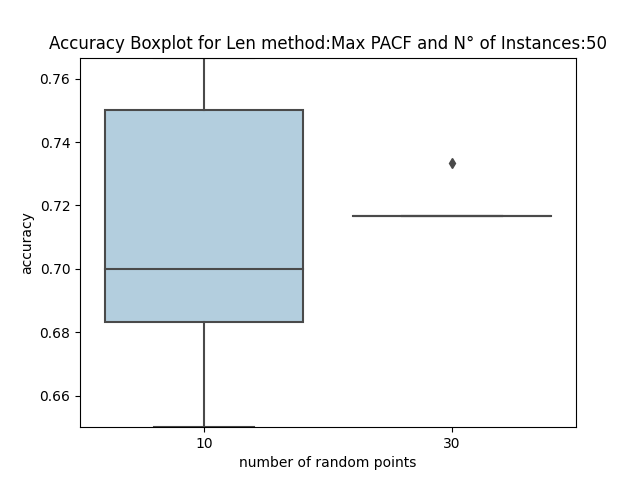 Accuracy Boxplot for Len method:Max PACF and N° of Instances:50
0.76
0.74
0.72
0.70
0.68
0.66
accuracy
10 30
number of random points